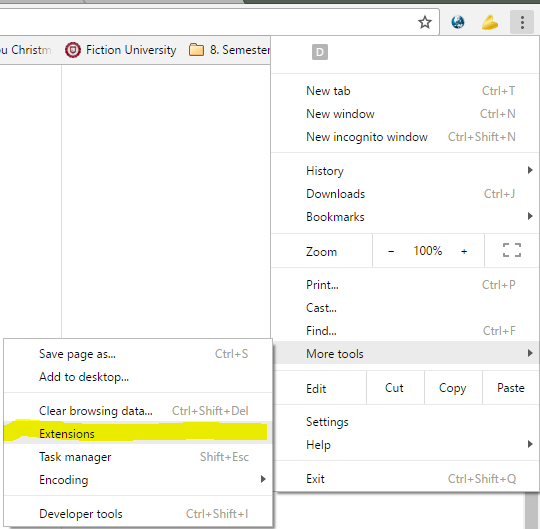 ou Christm Fiction University 8. Semester
D
New tab Ctrl+T
New window Ctrl+N
New incognito window Ctrl+Shift+N
History
Downloads Ctrl+J
Bookmarks
Zoom − 100% +
Print... Ctrl+P
Cast...
Find... Ctrl+F
More tools
Edit Cut Copy Paste
Settings
Help
Exit Ctrl+Shift+Q
Save page as... Ctrl+S
Add to desktop...
Clear browsing data... Ctrl+Shift+Del
Extensions
Task manager Shift+Esc
Encoding
Developer tools Ctrl+Shift+I